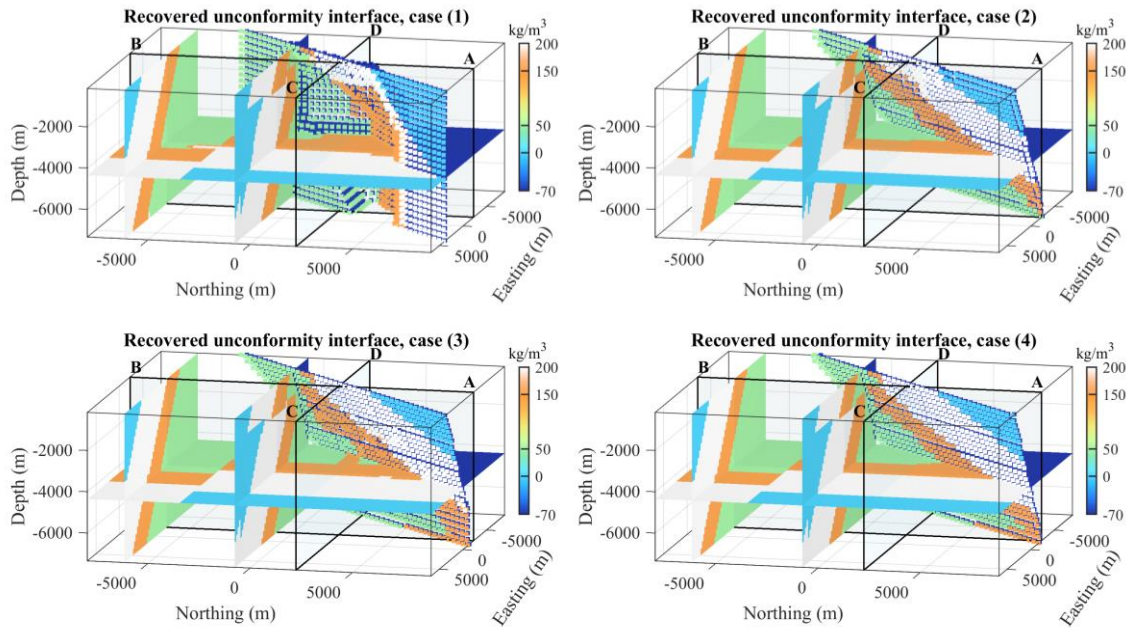 Recovered unconformity interface, case (1)
kg/m³
D
B
A
C
200
150
50
0
-70
-2000
-4000
-6000
Depth (m)
-5000
0
5000
Northing (m)
-5000
0
5000
Easting (m)
Recovered unconformity interface, case (2)
kg/m³
D
B
A
C
200
150
50
0
-70
-2000
-4000
-6000
Depth (m)
-5000
0
5000
Northing (m)
-5000
0
5000
Easting (m)
Recovered unconformity interface, case (3)
kg/m³
D
B
A
C
200
150
50
0
-70
-2000
-4000
-6000
Depth (m)
-5000
0
5000
Northing (m)
-5000
0
5000
Easting (m)
Recovered unconformity interface, case (4)
kg/m³
D
B
A
C
200
150
50
0
-70
-2000
-4000
-6000
Depth (m)
-5000
0
5000
Northing (m)
-5000
0
5000
Easting (m)